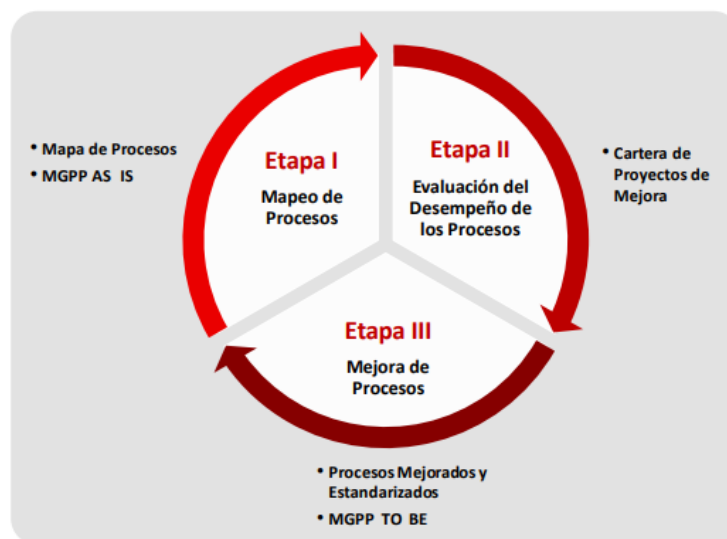 • Mapa de Procesos
• MGPP AS IS
Etapa I
Mapeo de
Procesos
Etapa II
Evaluación del
Desempeño de
los Procesos
• Cartera de
Proyectos de
Mejora
Etapa III
Mejora de
Procesos
• Procesos Mejorados y
Estandarizados
• MGPP TO BE